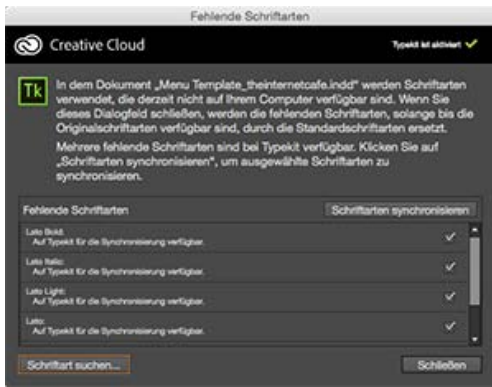 Fehlende Schriftarten
Creative Cloud
Typekit ist aktiviert
Tk
In dem Dokument „Menu Template_theinternetcafe.indd" werden Schriftarten
verwendet, die derzeit nicht auf Ihrem Computer verfügbar sind. Wenn Sie
dieses Dialogfeld schließen, werden die fehlenden Schriftarten, solange bis die
Originalschriftarten verfügbar sind, durch die Standardschriftarten ersetzt.
Mehrere fehlende Schriftarten sind bei Typekit verfügbar. Klicken Sie auf
„Schriftarten synchronisieren", um ausgewählte Schriftarten zu
synchronisieren.
Fehlende Schriftarten
Schriftarten synchronisieren
Lato Bold:
Auf Typekit für die Synchronisierung verfügbar.
Lato Italic:
Auf Typekit für die Synchronisierung verfügbar.
Lato Light:
Auf Typekit für die Synchronisierung verfügbar.
Lato:
Auf Typekit für die Synchronisierung verfügbar.
Schriftart suchen...
Schließen